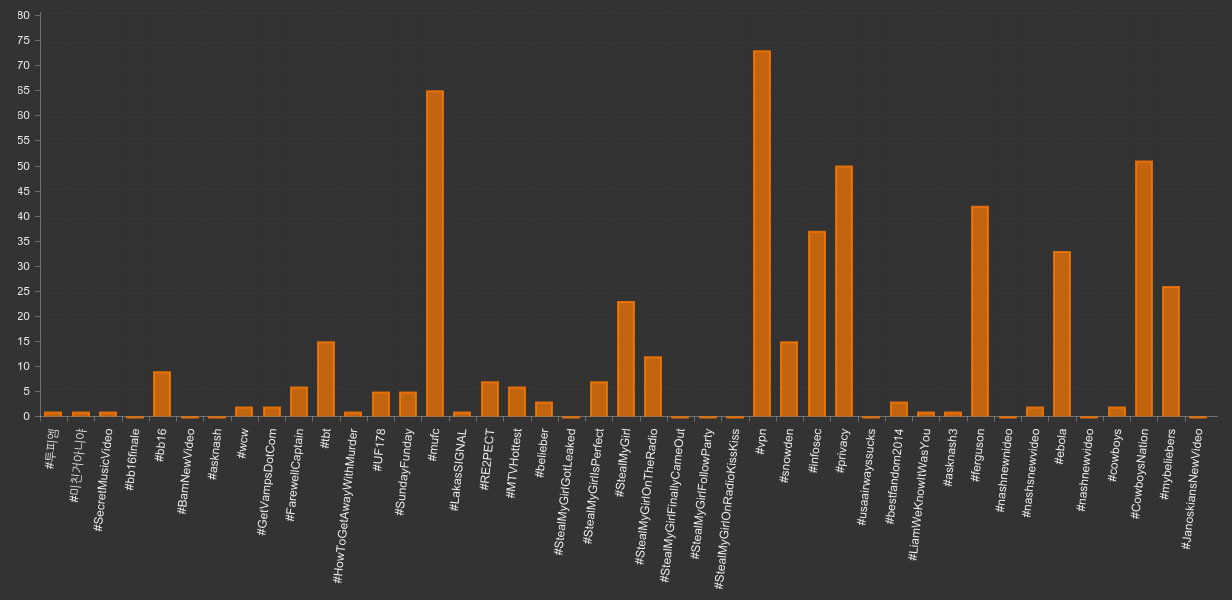 80
75
70
65
60
55
50
45
40
35
30
25
20
15
10
5
0
#투피엠
#미친거아니야
#SecretMusicVideo
#bb16finale
#bb16
#BamNewVideo
#asknash
#wcw
#GetVampsDotCom
#FarewellCaptain
#tbt
#HowToGetAwayWithMurder
#UF178
#SundayFunday
#mufc
#LakasSIGNAL
#RE2PECT
#MTVHottest
#belieber
#StealMyGirlGotLeaked
#StealMyGirlIsPerfect
#StealMyGirl
#StealMyGirlOnTheRadio
#StealMyGirlFinallyCameOut
#StealMyGirlFollowParty
#StealMyGirlOnRadioKissKiss
#vpn
#snowden
#infosec
#privacy
#usaairwayssucks
#bestfandom2014
#LiamWeKnowItWasYou
#asknash3
#ferguson
#nashnewnideo
#nashsnewvideo
#ebola
#nashnewvideo
#cowboys
#CowboysNation
#mybeliebers
#JanoskiansNewVideo